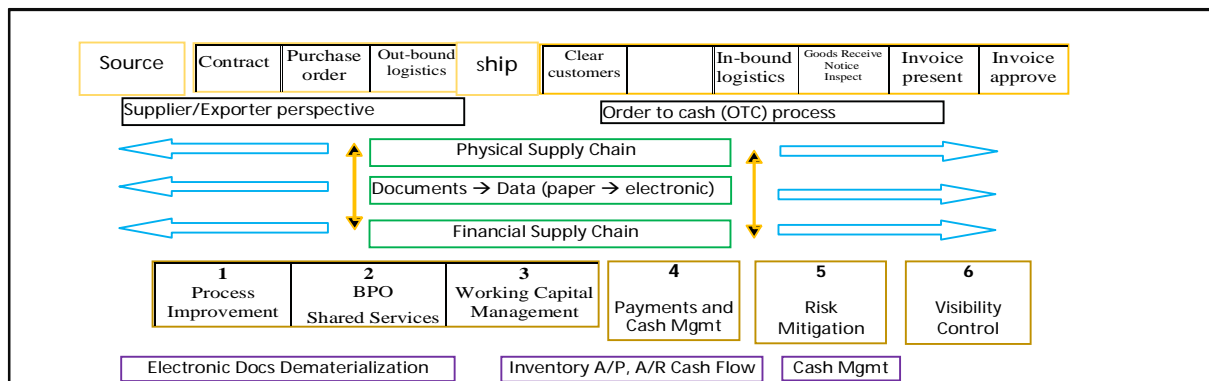 Source
Contract
Purchase
order
Out-bound
logistics
ship
Clear
customers
In-bound
logistics
Goods Receive
Notice
Inspect
Invoice
present
Invoice
approve
Supplier/Exporter perspective
Order to cash (OTC) process
Physical Supply Chain
Documents → Data (paper → electronic)
Financial Supply Chain
1
Process
Improvement
2
BPO
Shared Services
3
Working Capital
Management
4
Payments and
Cash Mgmt
5
Risk
Mitigation
6
Visibility
Control
Electronic Docs Dematerialization
Inventory A/P, A/R Cash Flow
Cash Mgmt